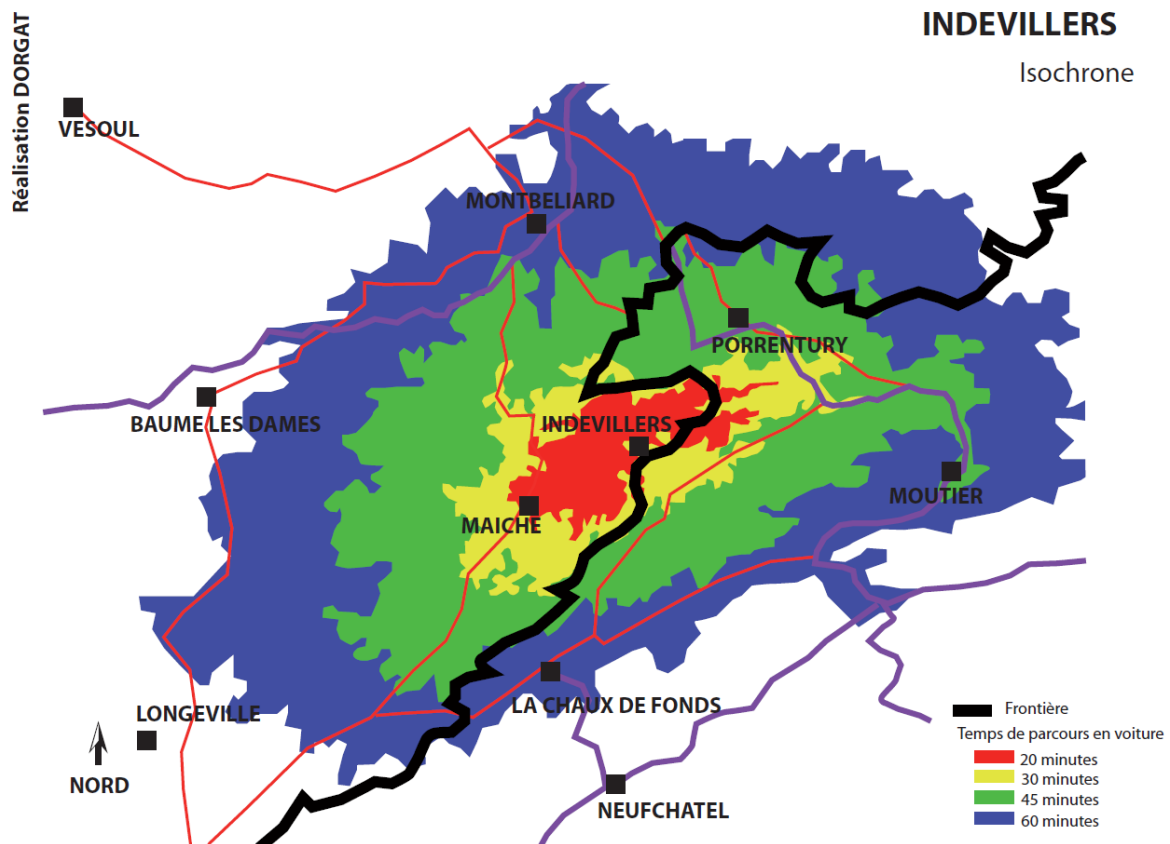 INDEVILLERS
Isochrone
Réalisation DORGAT
VESOUL
MONTBELIARD
PORRENTURY
BAUME LES DAMES
INDEVILLERS
MOUTIER
MAICHE
LONGEVILLE
LA CHAUX DE FONDS
NORD
NEUFCHATEL
Frontière
Temps de parcours en voiture
20 minutes
30 minutes
45 minutes
60 minutes